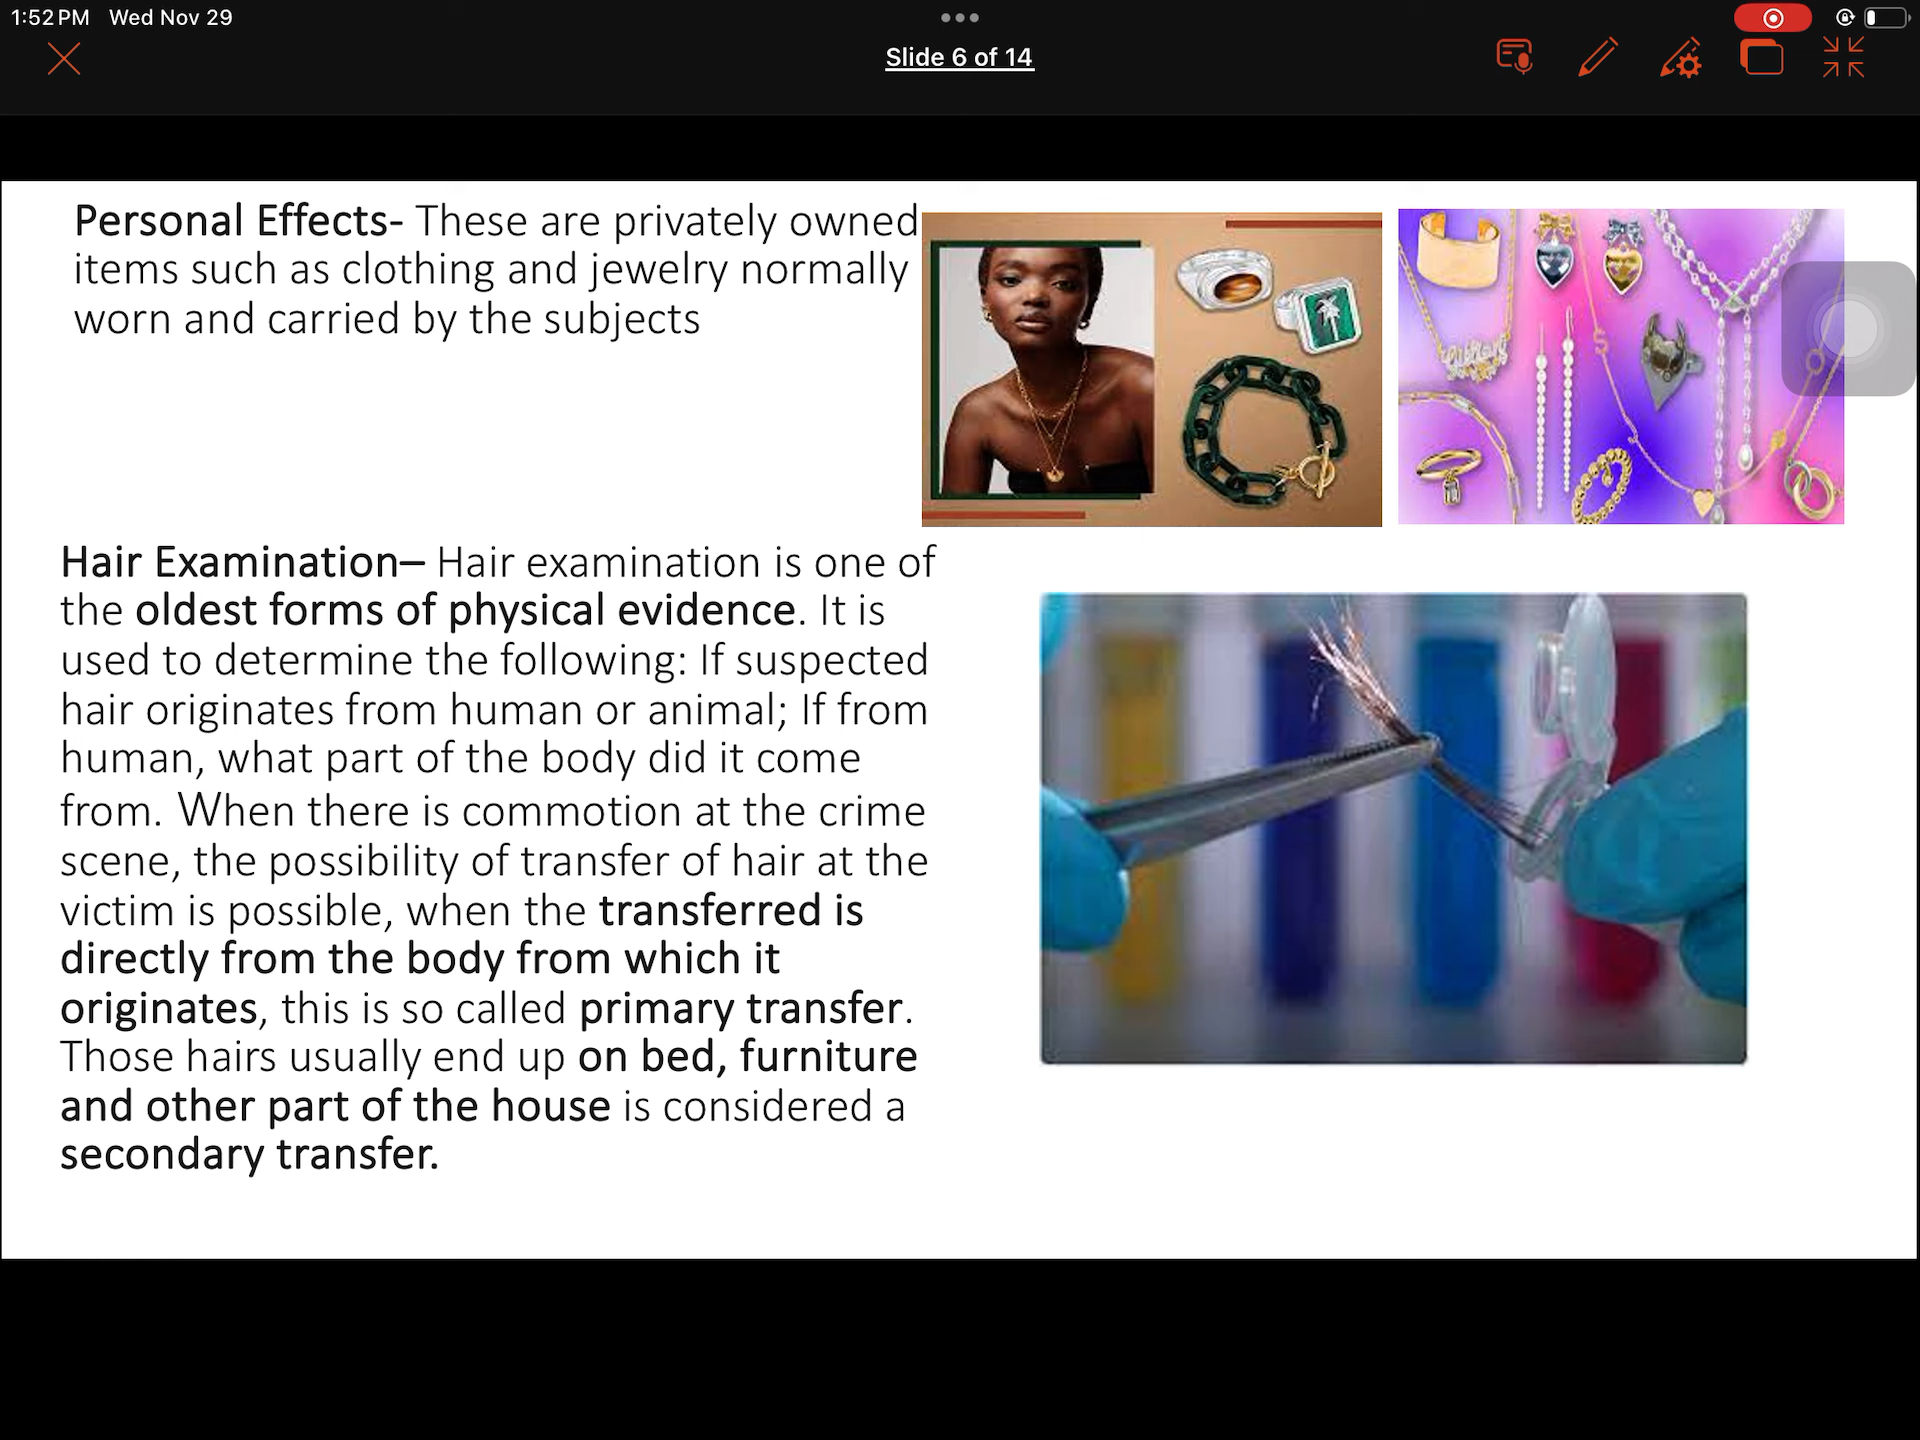 1:52 PM Wed Nov 29
Slide 6 of 14
Personal Effects- These are privately owned
items such as clothing and jewelry normally
worn and carried by the subjects
Hair Examination– Hair examination is one of
the oldest forms of physical evidence. It is
used to determine the following: If suspected
hair originates from human or animal; If from
human, what part of the body did it come
from. When there is commotion at the crime
scene, the possibility of transfer of hair at the
victim is possible, when the transferred is
directly from the body from which it
originates, this is so called primary transfer.
Those hairs usually end up on bed, furniture
and other part of the house is considered a
secondary transfer.